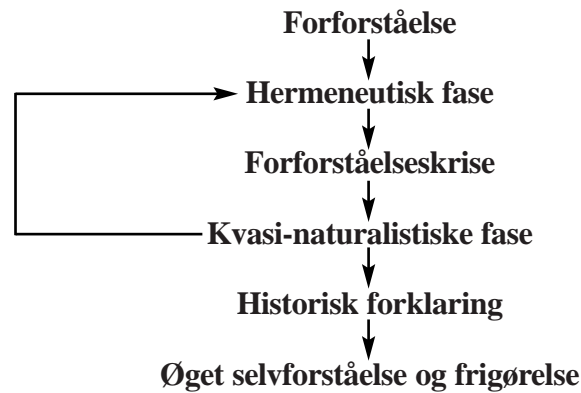 Forforståelse
Hermeneutisk fase
Forforståelseskrise
Kvasi-naturalistiske fase
Historisk forklaring
Øget selvforståelse og frigørelse